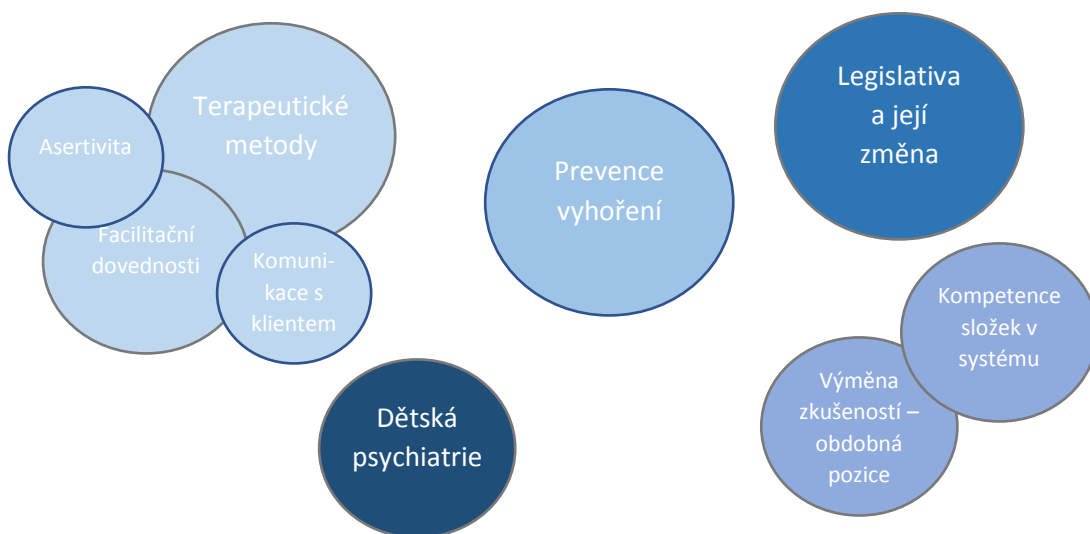 Terapeutické
metody
Asertivita
Facilitační
dovednosti
Komuni-
kace s
klientem
Prevence
vyhoření
Legislativa
a její
změna
Kompetence
složek v
systému
Výměna
zkušeností –
obdobná
pozice
Dětská
psychiatrie